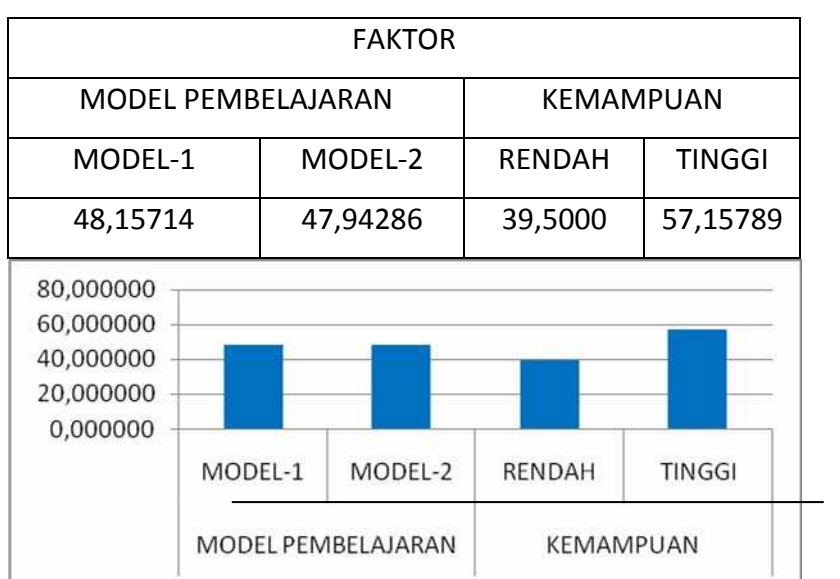 FAKTOR
MODEL PEMBELAJARAN KEMAMPUAN
MODEL-1 MODEL-2 RENDAH TINGGI
48,15714 47,94286 39,5000 57,15789
80,000000
60,000000
40,000000
20,000000
0,000000
MODEL-1 MODEL-2 RENDAH TINGGI
MODEL PEMBELAJARAN KEMAMPUAN